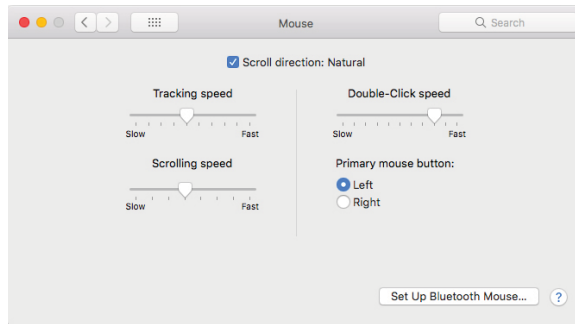 Mouse
Search
Scroll direction: Natural
Tracking speed
Slow Fast
Double-Click speed
Slow Fast
Scrolling speed
Slow Fast
Primary mouse button:
Left
Right
Set Up Bluetooth Mouse...
?